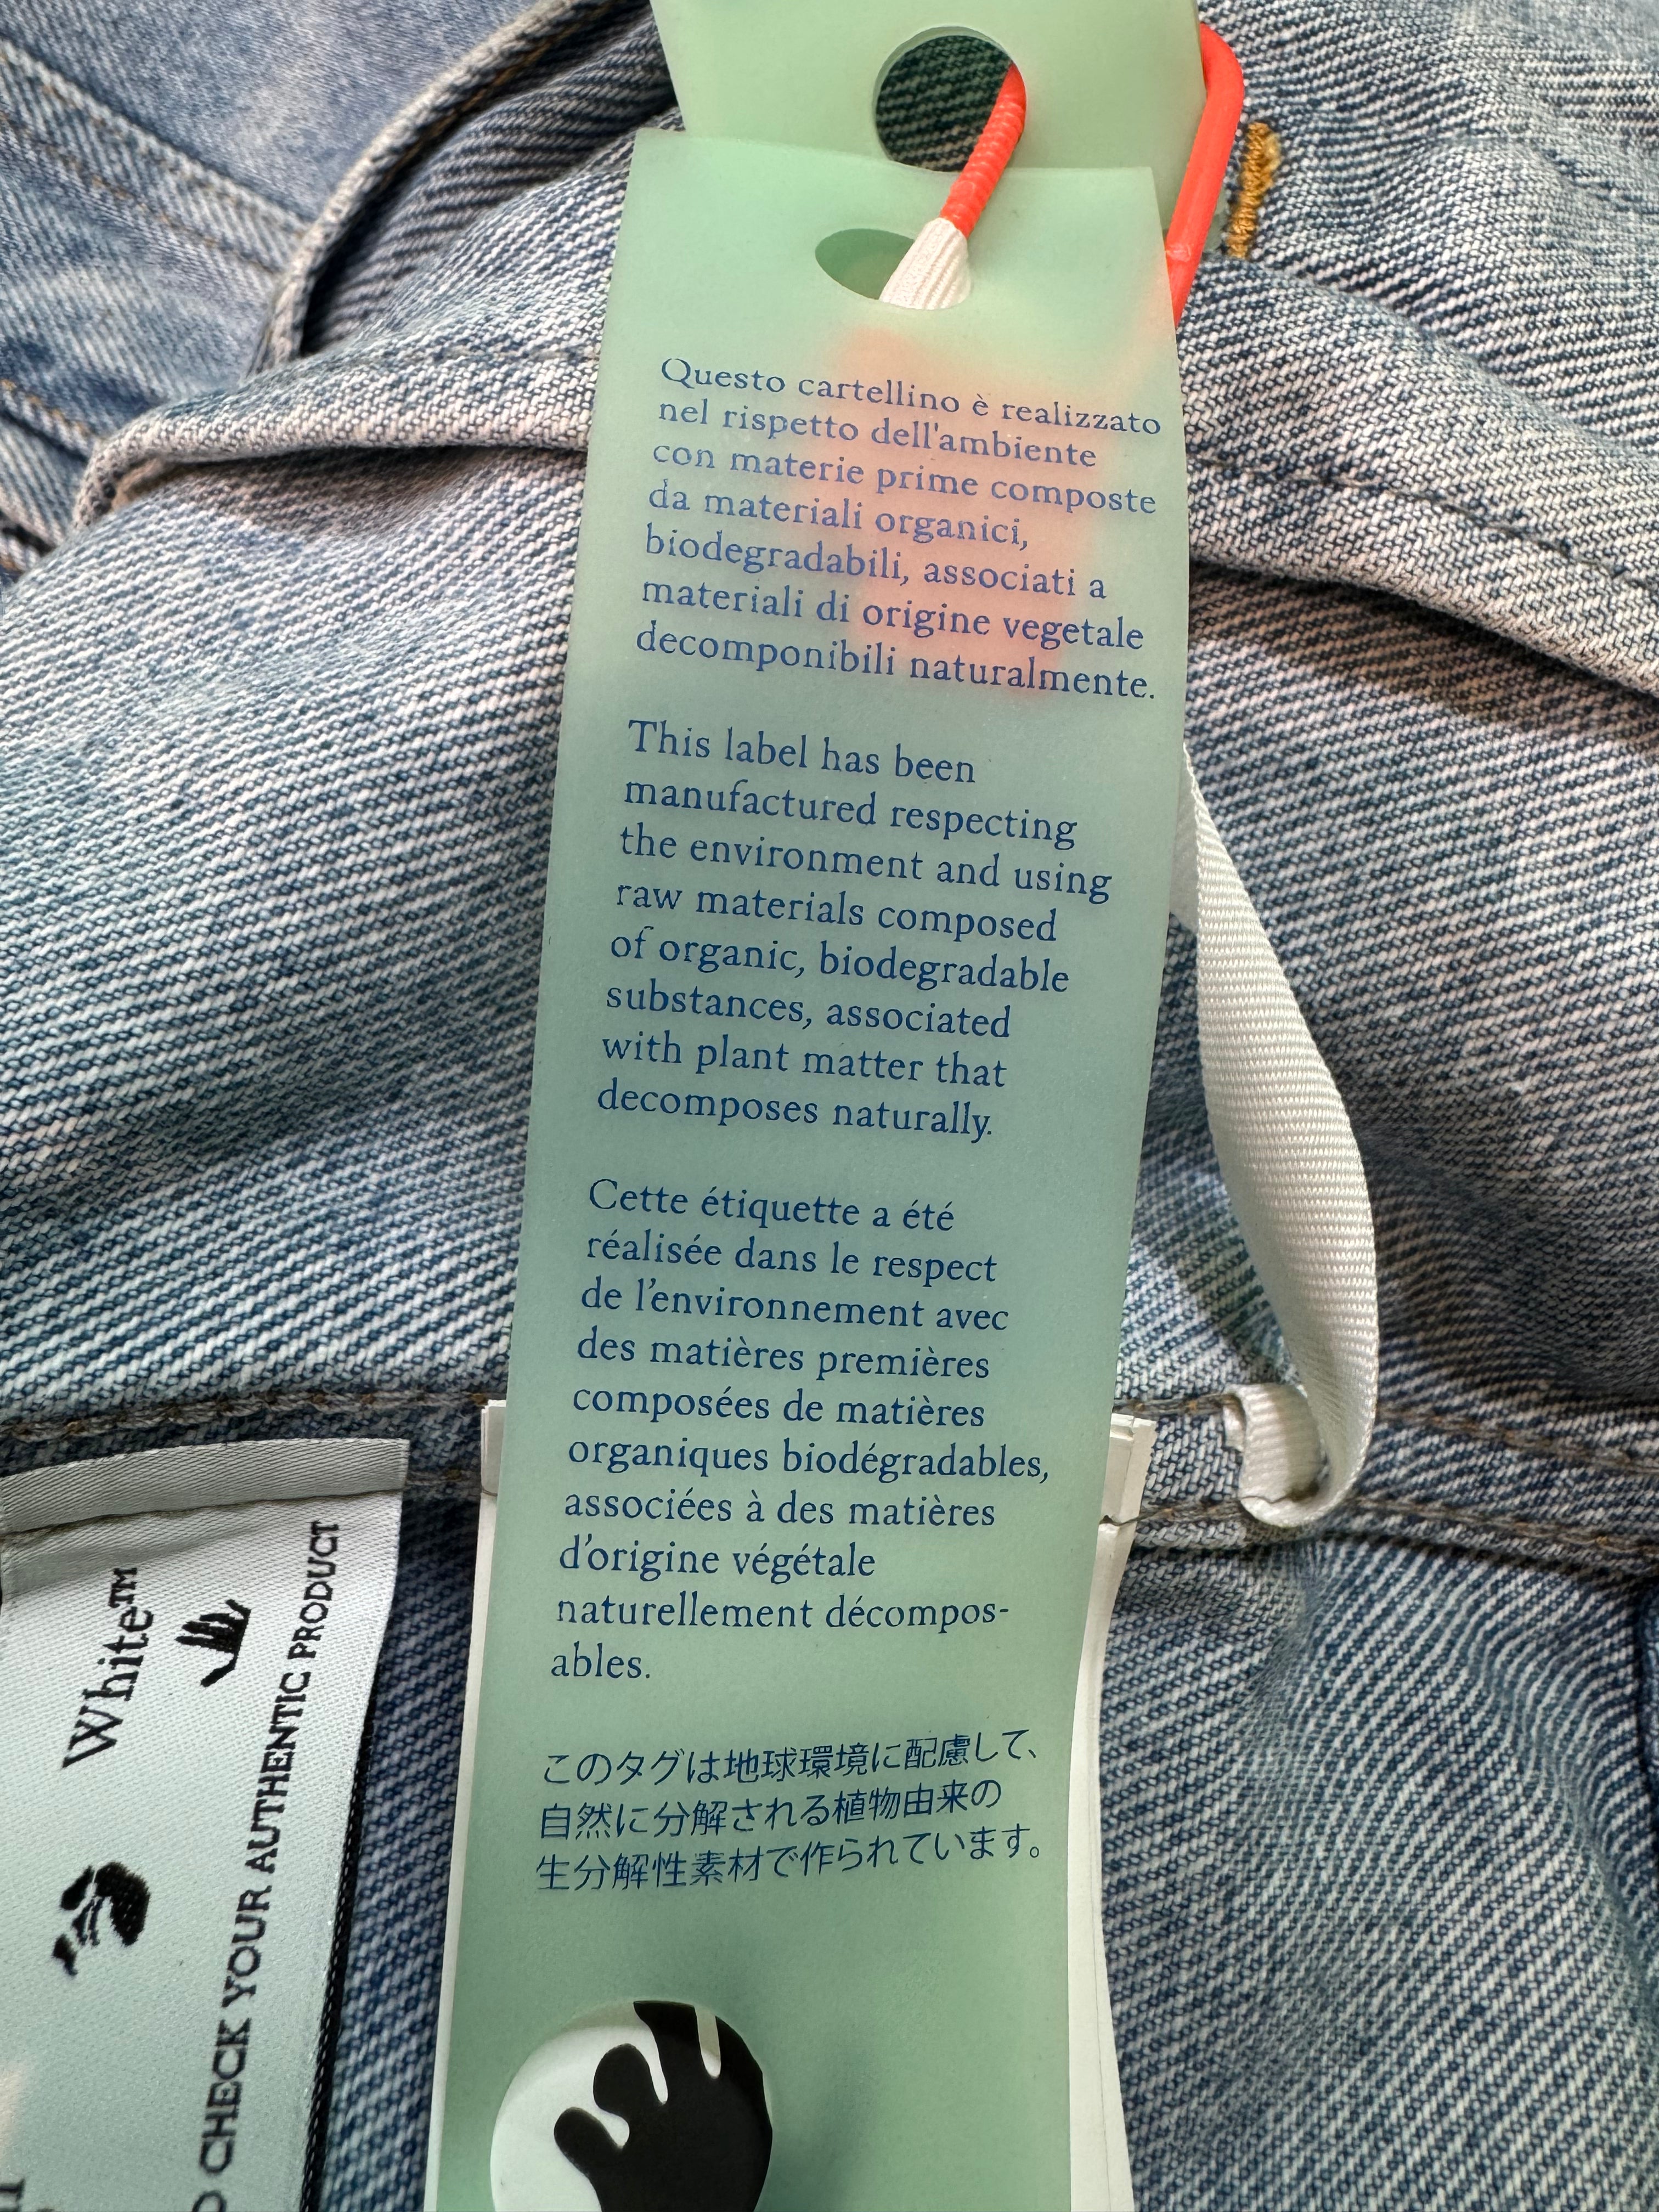 Questo cartellino è realizzato
nel rispetto dell'ambiente
con materie prime composte
da materiali organici,
biodegradabili, associati a
materiali di origine vegetale
decomponibili naturalmente.
This label has been
manufactured respecting
the environment and using
raw materials composed
of organic, biodegradable
substances, associated
with plant matter that
decomposes naturally.
Cette étiquette a été
réalisée dans le respect
de l'environnement avec
des matières premières
composées de matières
organiques biodégradables,
associées à des matières
d'origine végétale
naturellement décompos-
ables.
このタグは地球環境に配慮して、
自然に分解される植物由来の
生分解性素材で作られています。
White™
CHECK YOUR AUTHENTIC PRODUCT